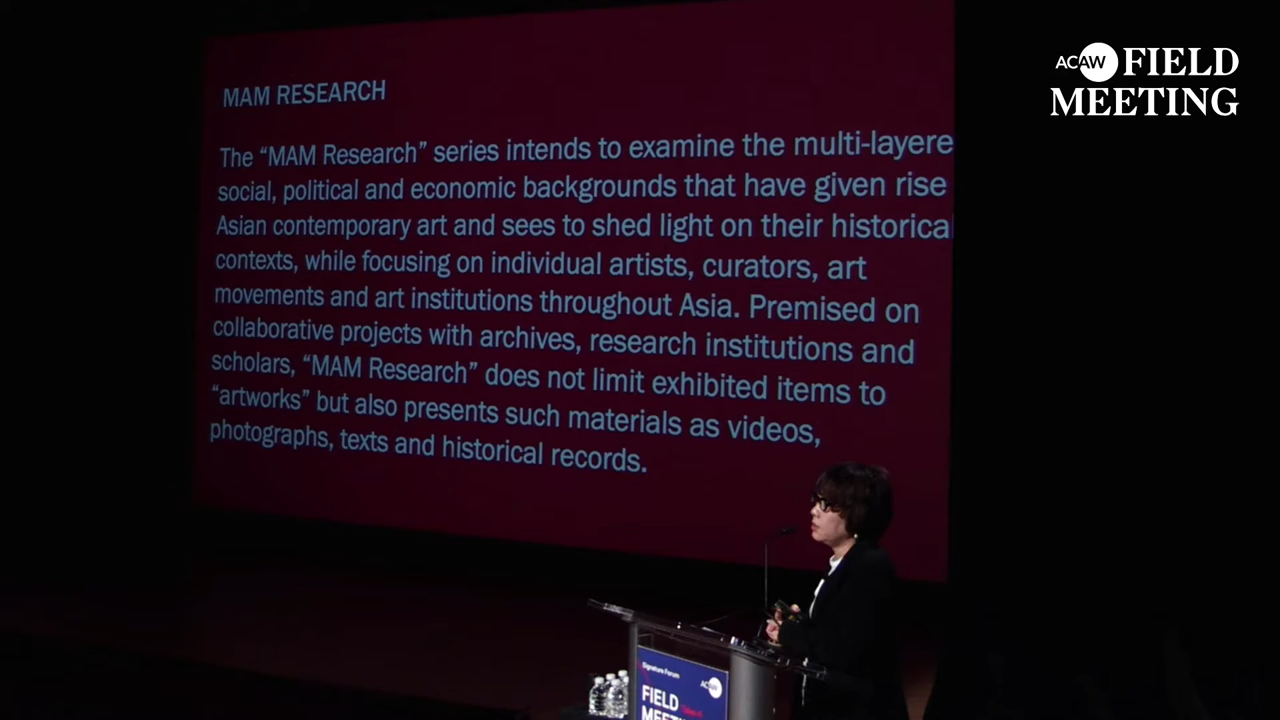 MAM RESEARCH
The “MAM Research” series intends to examine the multi-layere
social, political and economic backgrounds that have given rise
Asian contemporary art and sees to shed light on their historical
contexts, while focusing on individual artists, curators, art
movements and art institutions throughout Asia. Premised on
collaborative projects with archives, research institutions and
scholars, “MAM Research” does not limit exhibited items to
“artworks” but also presents such materials as videos,
photographs, texts and historical records.
ACAW FIELD
MEETING
Signature Forum
ACAW
FIELD